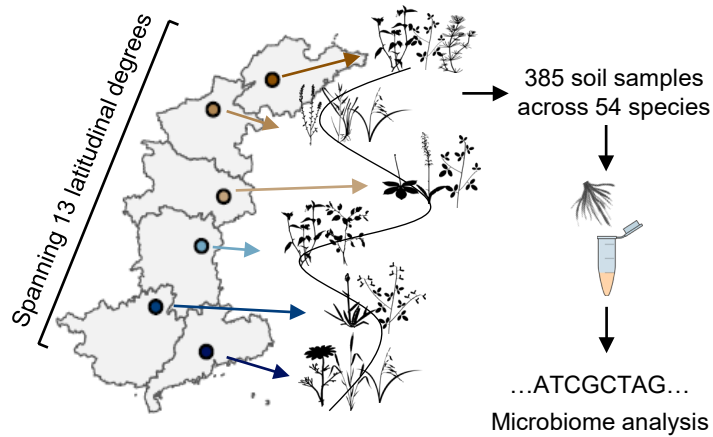 Spanning 13 latitudinal degrees
385 soil samples
across 54 species
…ATCGCTAG…
Microbiome analysis